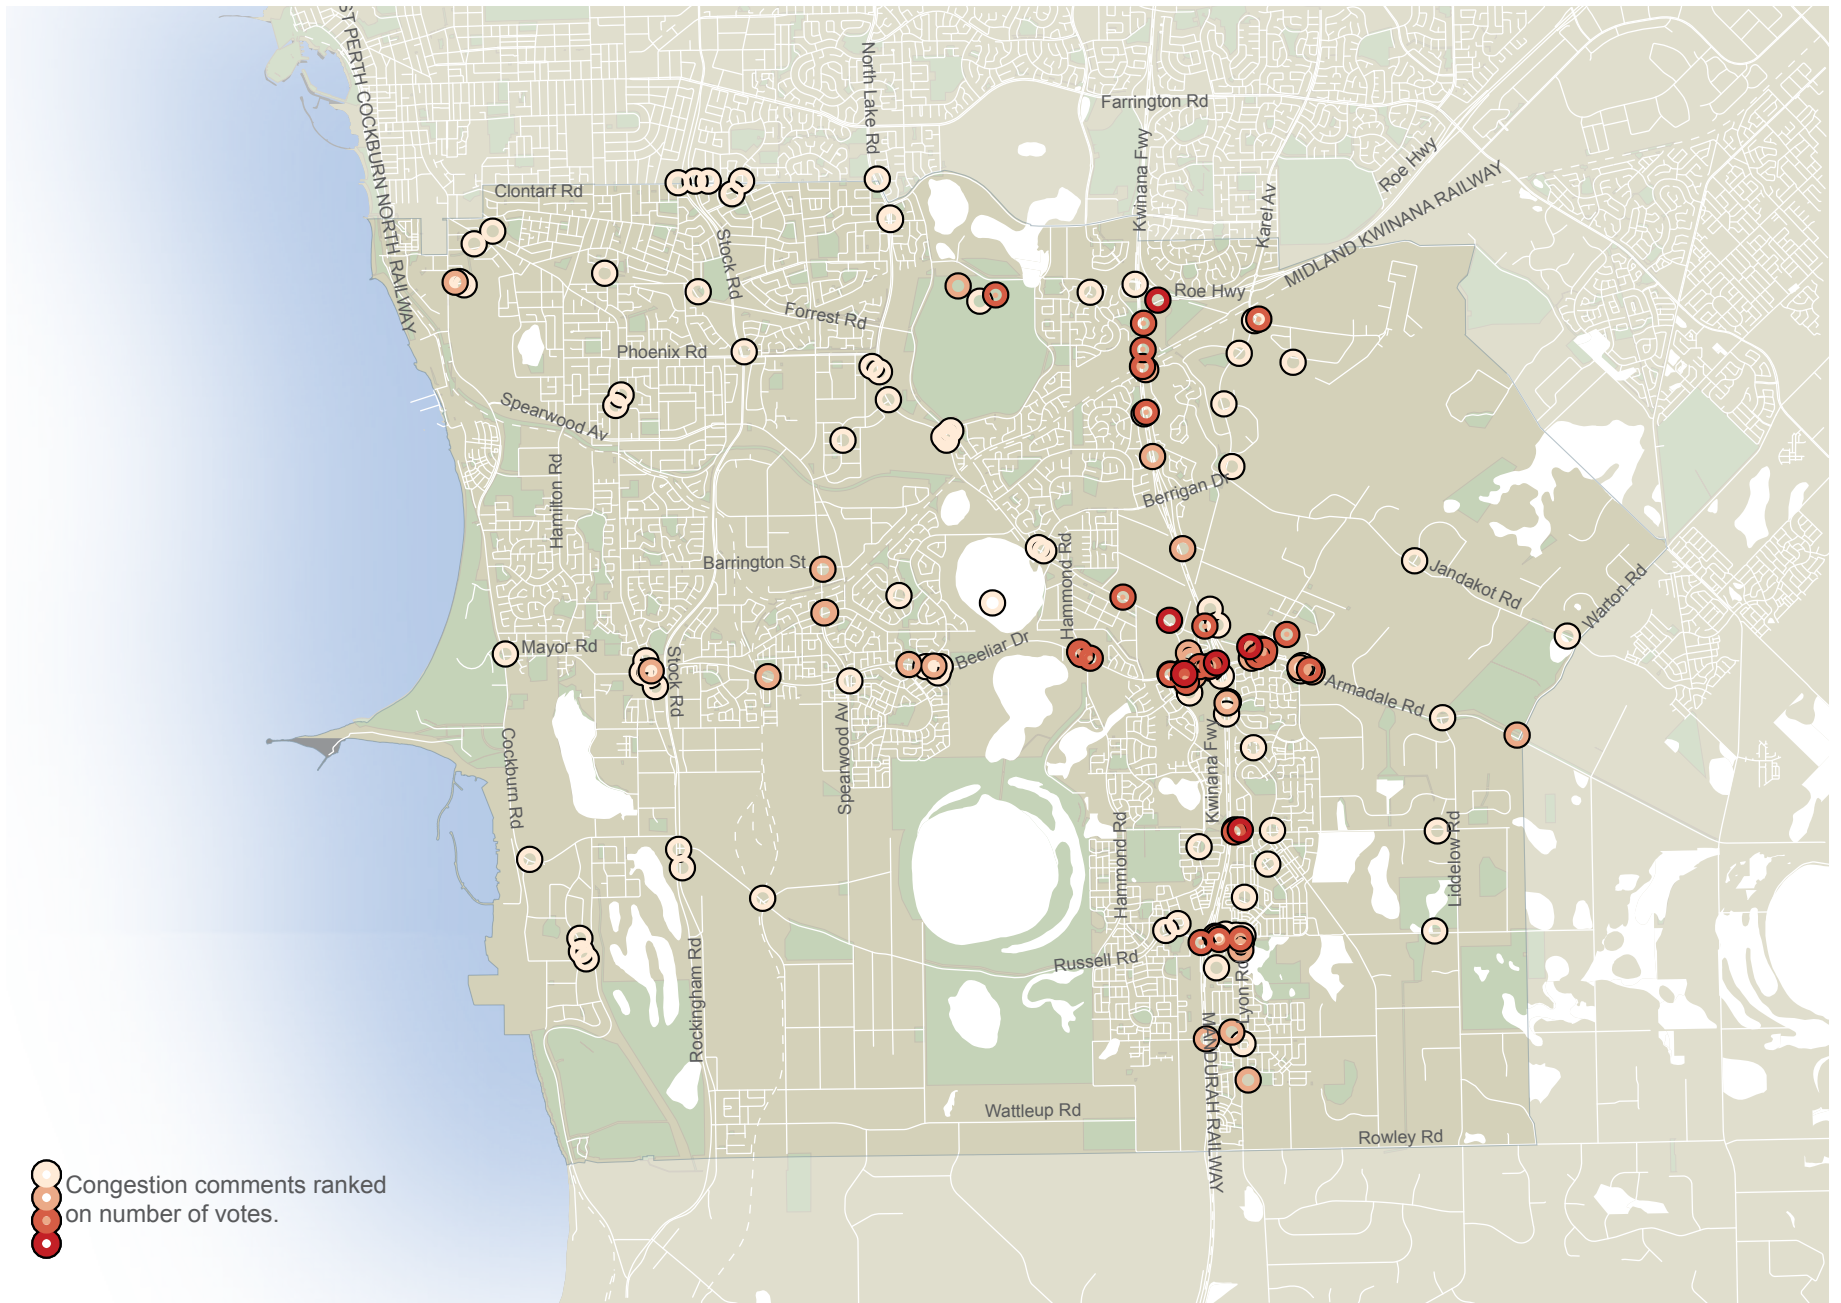 ST PERTH COCKBURN NORTH RAILWAY
North Lake Rd
Farrington Rd
Kwinana Fwy
Roe Hwy
Karel Av
MIDLAND KWINANA RAILWAY
Clontarf Rd
Stock Rd
Roe Hwy
Forrest Rd
Phoenix Rd
Spearwood Av
Hamilton Rd
Berrigan Dr
Barrington St
Hammond Rd
Jandakot Rd
Warton Rd
Mayor Rd
Stock Rd
Beeliar Dr
Armadale Rd
Cockburn Rd
Spearwood Av
Kwinana Fwy
Hammond Rd
Liddelow Rd
Rockingham Rd
Russell Rd
Lyon Rd
MANDURAH RAILWAY
Wattleup Rd
Rowley Rd
Congestion comments ranked
on number of votes.